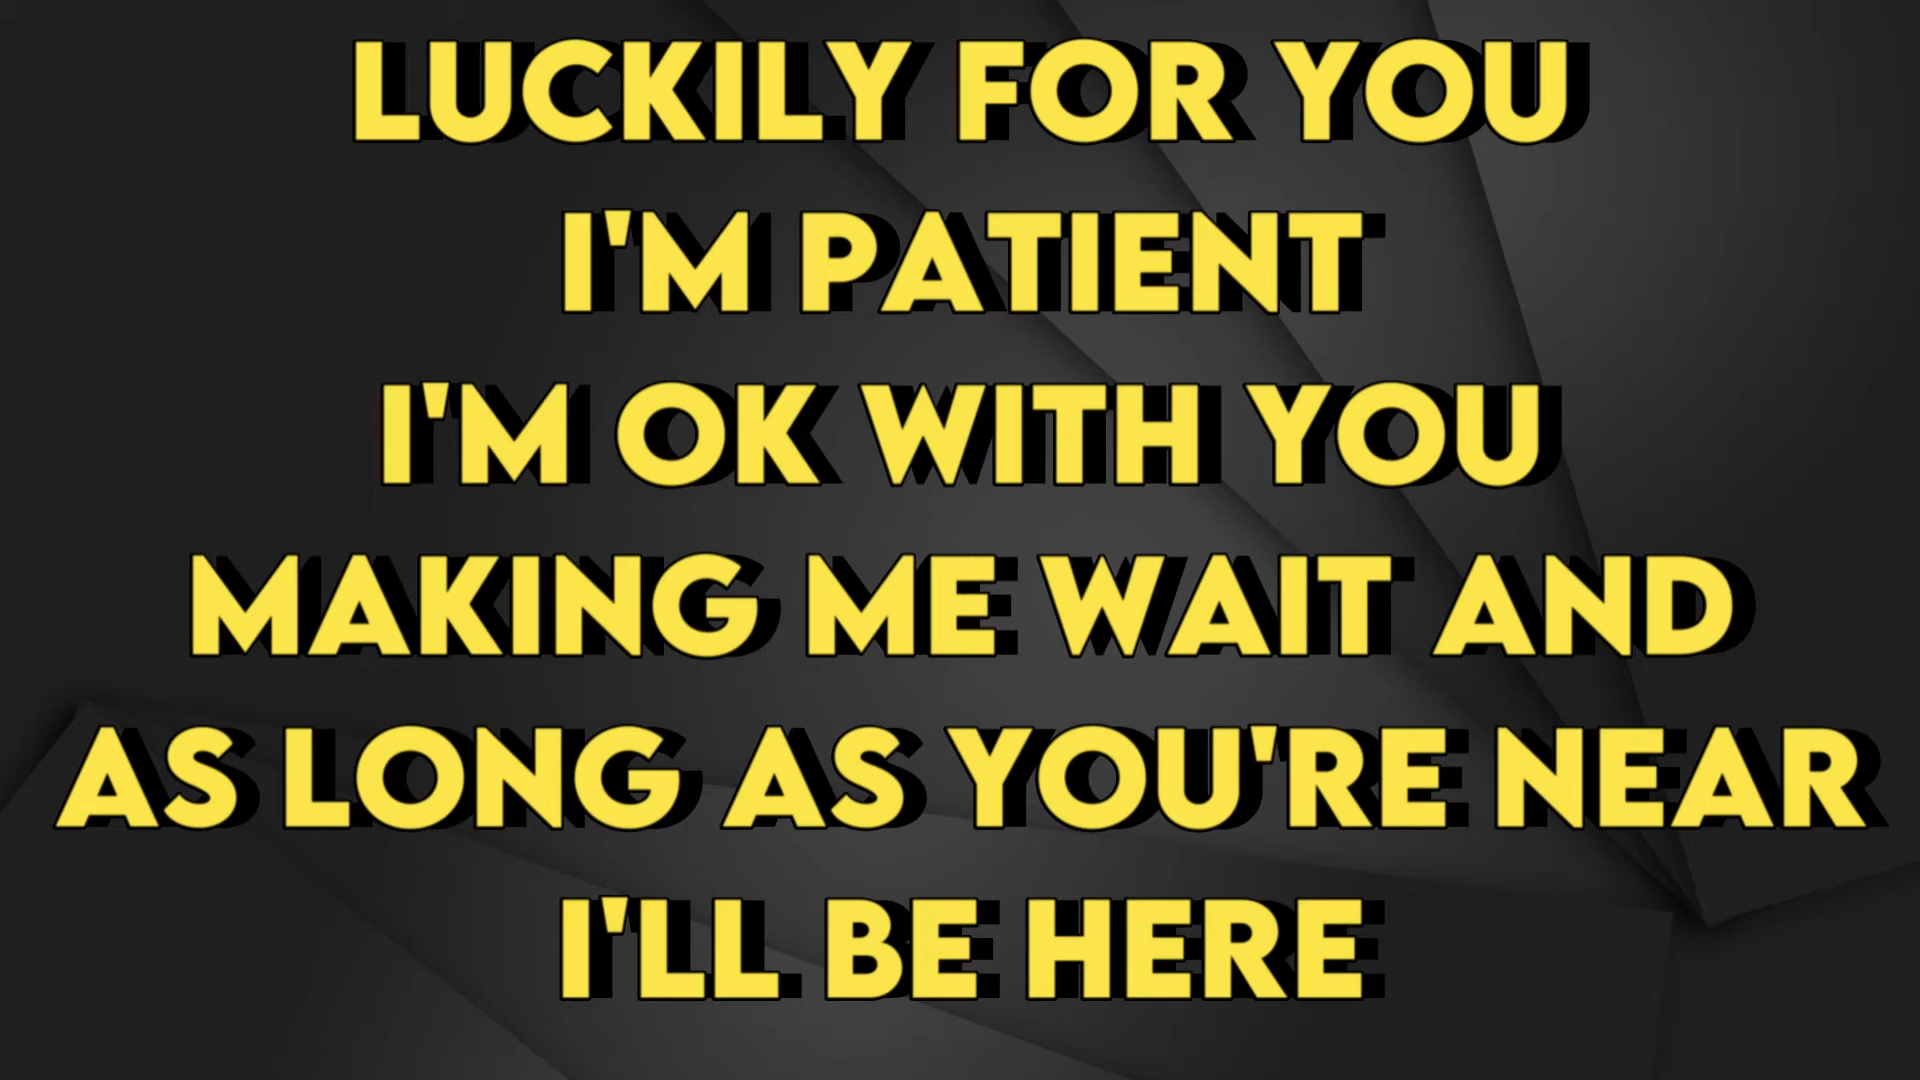 LUCKILY FOR YOU
I'M PATIENT
I'M OK WITH YOU
MAKING ME WAIT AND
AS LONG AS YOU'RE NEAR
I'LL BE HERE